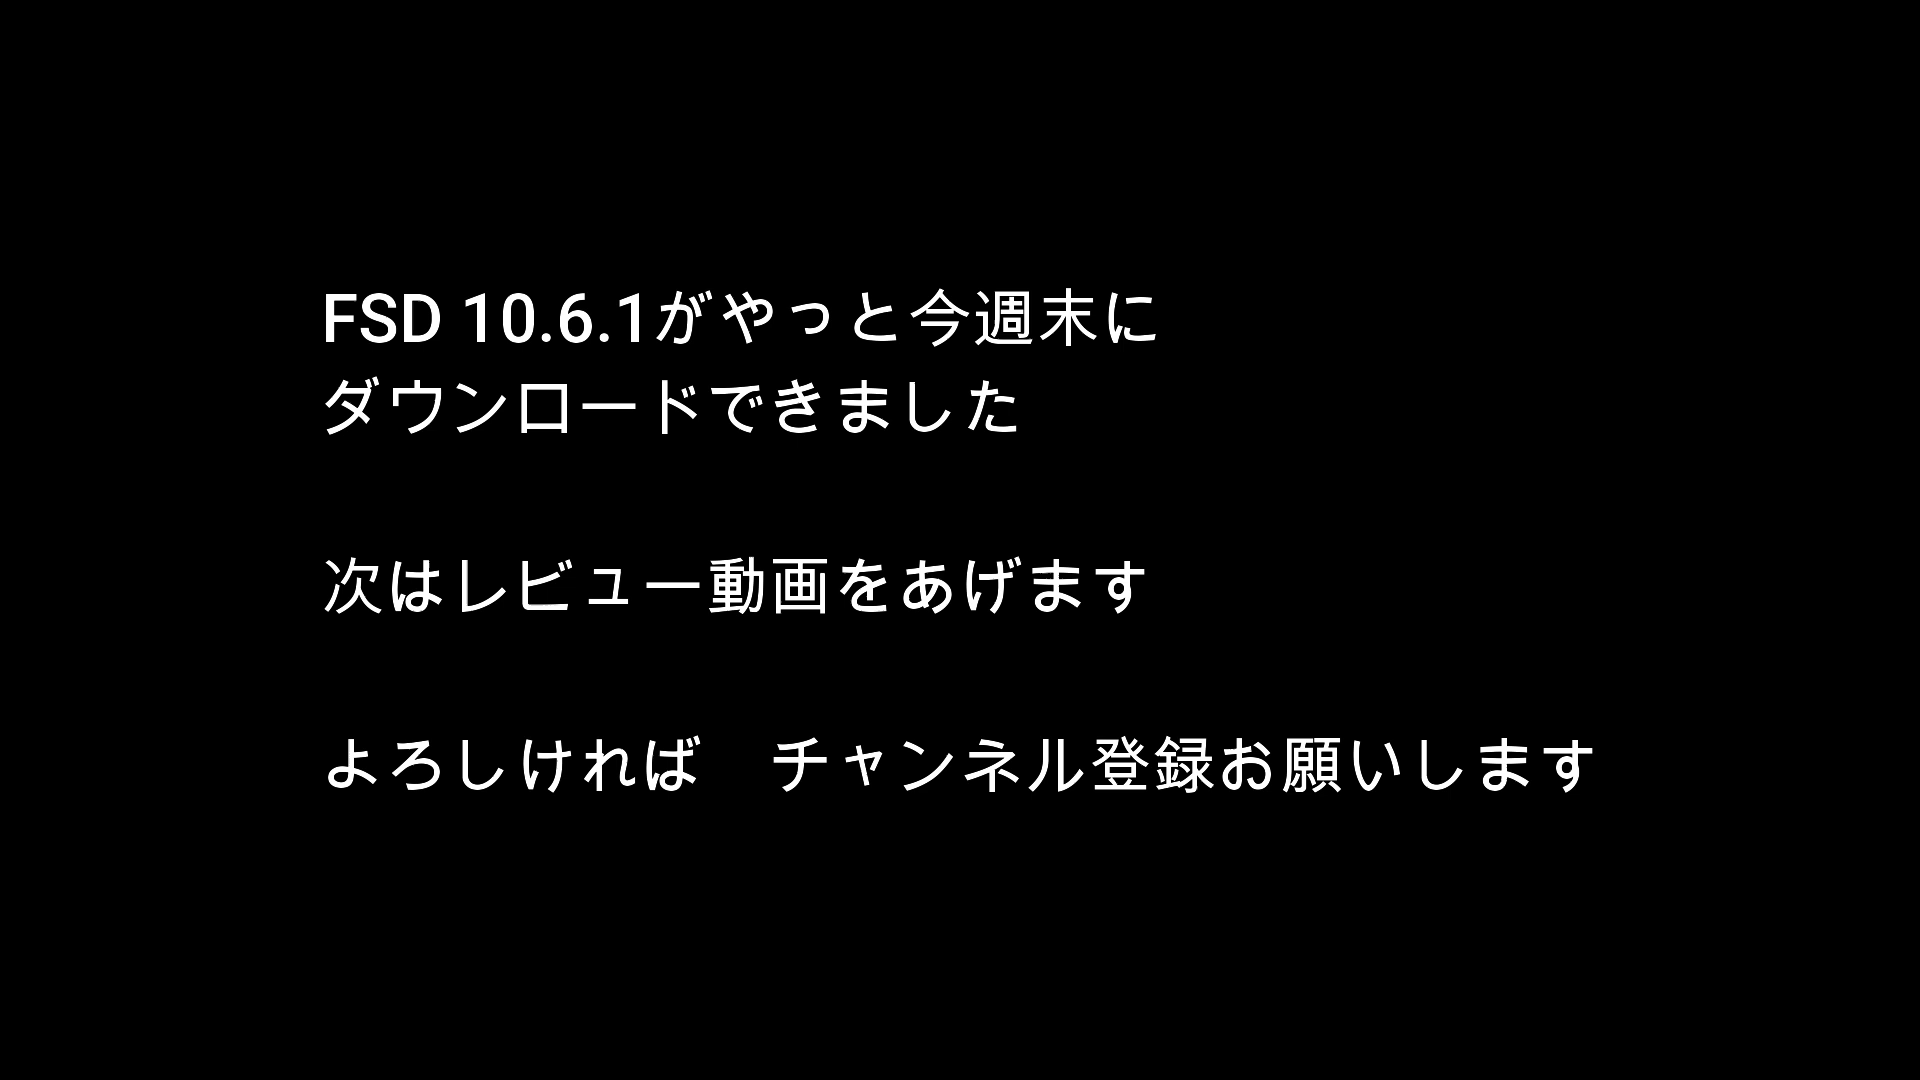 FSD 10.6.1がやっと今週末に
ダウンロードできました
次はレビュー動画をあげます
よろしければ　チャンネル登録お願いします